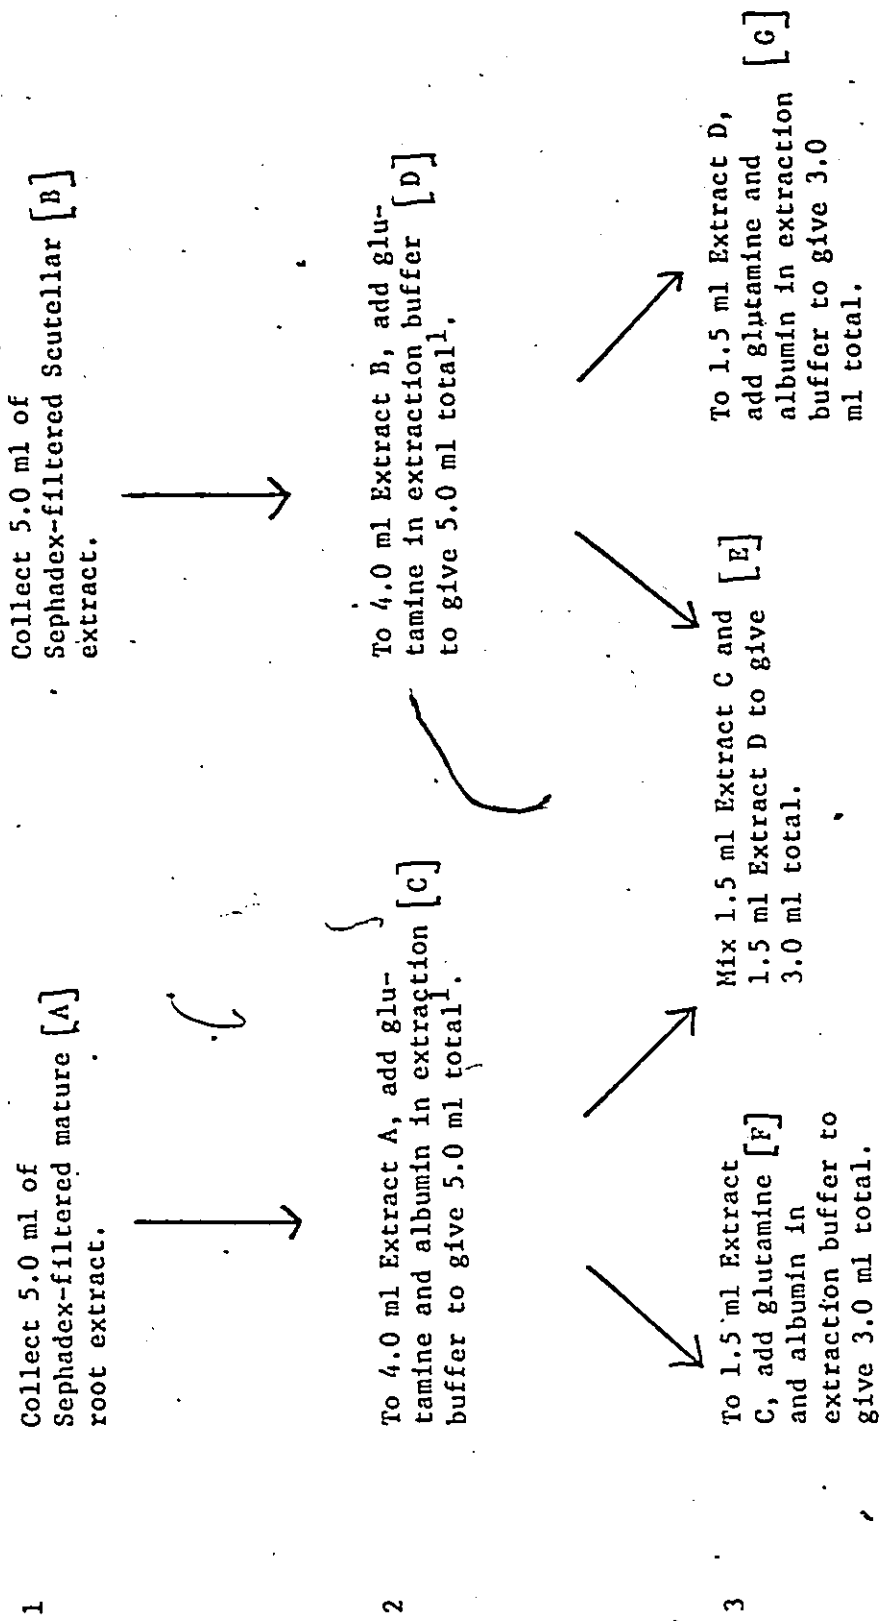 1
Collect 5.0 ml of
Sephadex-filtered mature [A]
root extract.
Collect 5.0 ml of
Sephadex-filtered Scutellar [B]
extract.
2
To 4.0 ml Extract A, add glu-
tamine and albumin in extraction [C]
buffer to give 5.0 ml total¹.
To 4.0 ml Extract B, add glu-
tamine in extraction buffer [D]
to give 5.0 ml total¹.
3
To 1.5 ml Extract
C, add glutamine [F]
and albumin in
extraction buffer to
give 3.0 ml total.
Mix 1.5 ml Extract C and [E]
1.5 ml Extract D to give
3.0 ml total.
To 1.5 ml Extract D,
add glutamine and [G]
albumin in extraction
buffer to give 3.0
ml total.